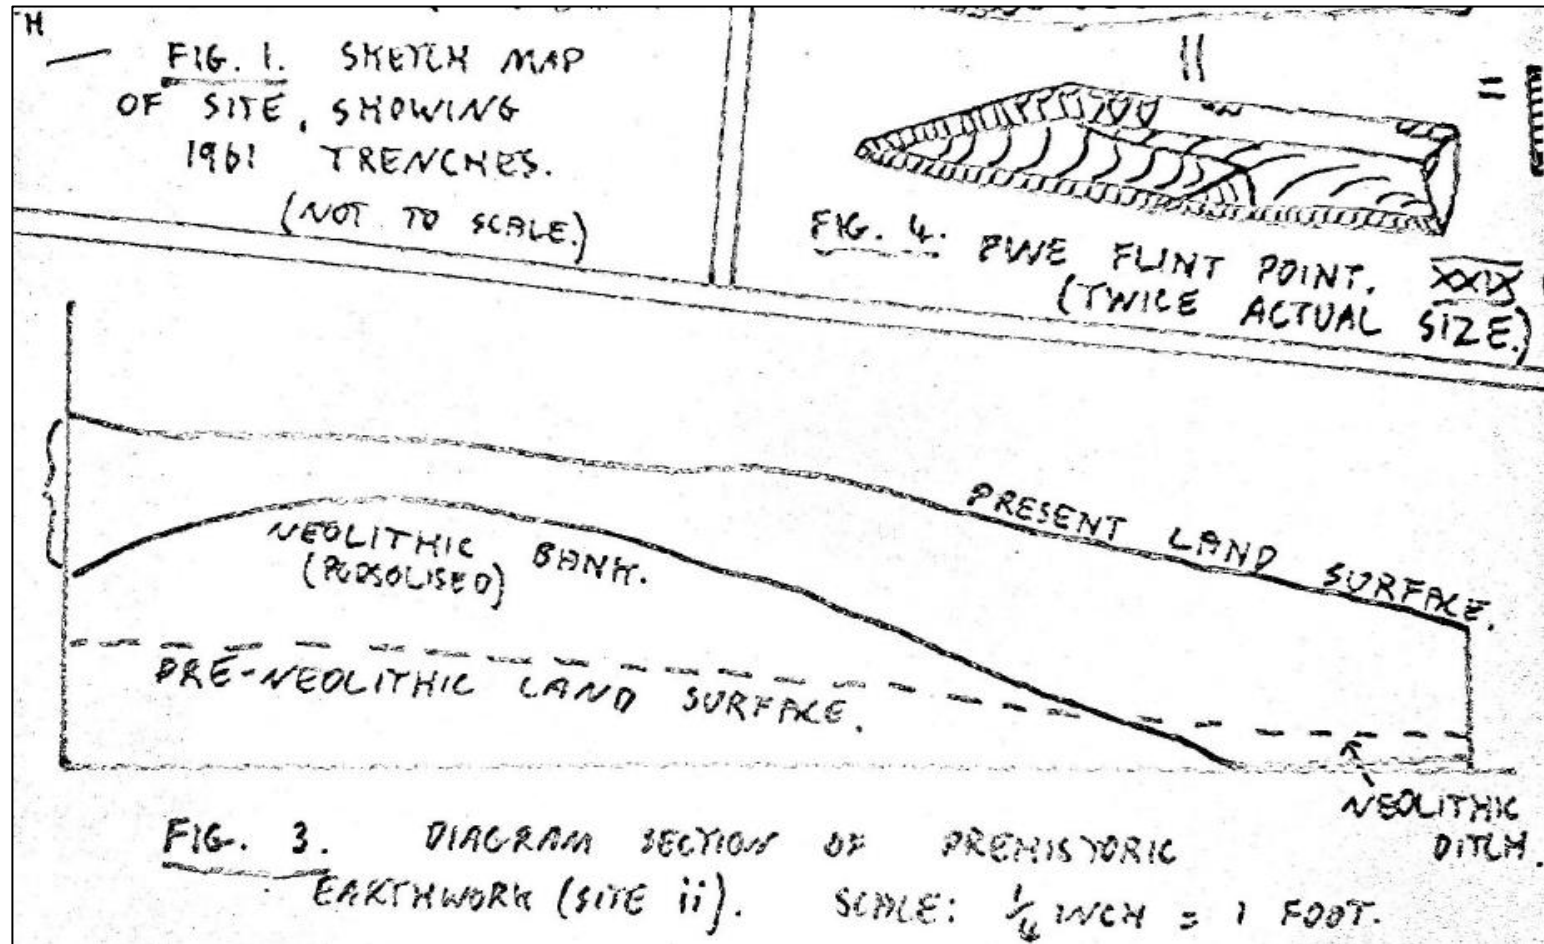 H
FIG. 1. SKETCH MAP
OF SITE, SHOWING
1961 TRENCHES.
(NOT TO SCALE.)
FIG. 4. PWE FLINT POINT. XXIX
(TWICE ACTUAL SIZE.)
PRESENT LAND SURFACE.
NEOLITHIC BANK.
(PODSOLISED)
PRE-NEOLITHIC LAND SURFACE.
NEOLITHIC
DITCH.
FIG. 3. DIAGRAM SECTION OF PREHISTORIC
EARTHWORK (SITE ii). SCALE: 1/4 INCH = 1 FOOT.